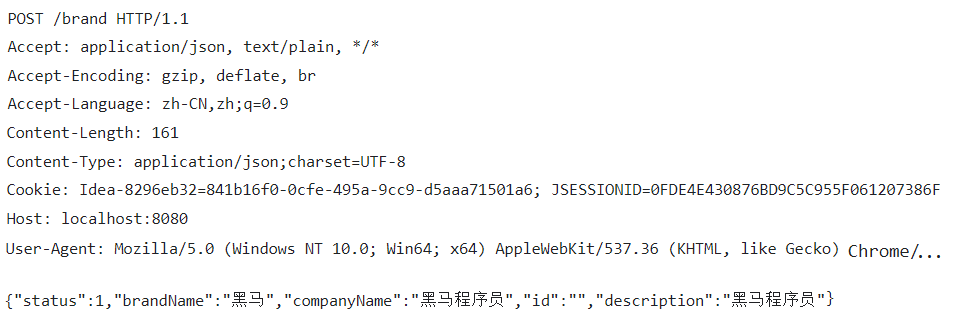 POST /brand HTTP/1.1
Accept: application/json, text/plain, */*
Accept-Encoding: gzip, deflate, br
Accept-Language: zh-CN,zh;q=0.9
Content-Length: 161
Content-Type: application/json;charset=UTF-8
Cookie: Idea-8296eb32=841b16f0-0cfe-495a-9cc9-d5aaa71501a6; JSESSIONID=0FDE4E430876BD9C5C955F061207386F
Host: localhost:8080
User-Agent: Mozilla/5.0 (Windows NT 10.0; Win64; x64) AppleWebKit/537.36 (KHTML, like Gecko) Chrome/...
{"status":1,"brandName":"黑马","companyName":"黑马程序员","id":"","description":"黑马程序员"}